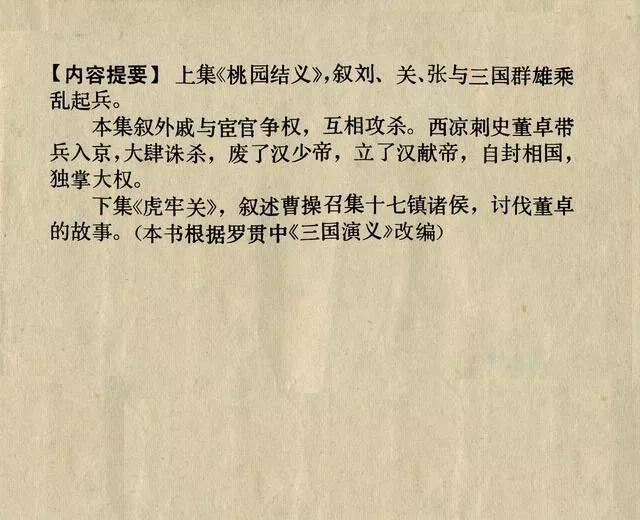 【内容提要】 上集《桃园结义》，叙刘、关、张与三国群雄乘
乱起兵。
本集叙外戚与宦官争权，互相攻杀。西凉刺史董卓带
兵入京，大肆诛杀，废了汉少帝，立了汉献帝，自封相国，
独掌大权。
下集《虎牢关》，叙述曹操召集十七镇诸侯，讨伐董卓
的故事。(本书根据罗贯中《三国演义》改编)